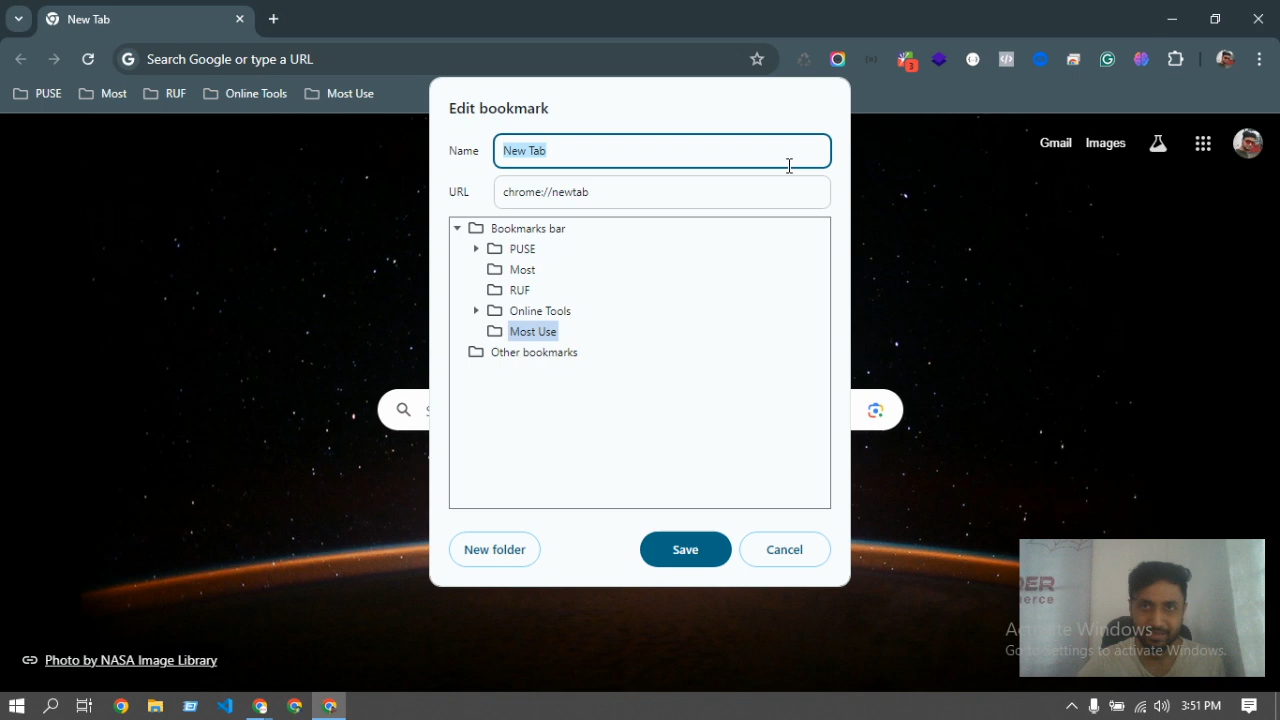 New Tab
Search Google or type a URL
3
PUSE
Most
RUF
Online Tools
Most Use
Edit bookmark
Name
New Tab
URL
chrome://newtab
Bookmarks bar
PUSE
Most
RUF
Online Tools
Most Use
Other bookmarks
New folder
Save
Cancel
Gmail
Images
Photo by NASA Image Library
Activate Windows
Go to Settings to activate Windows.
3:51 PM